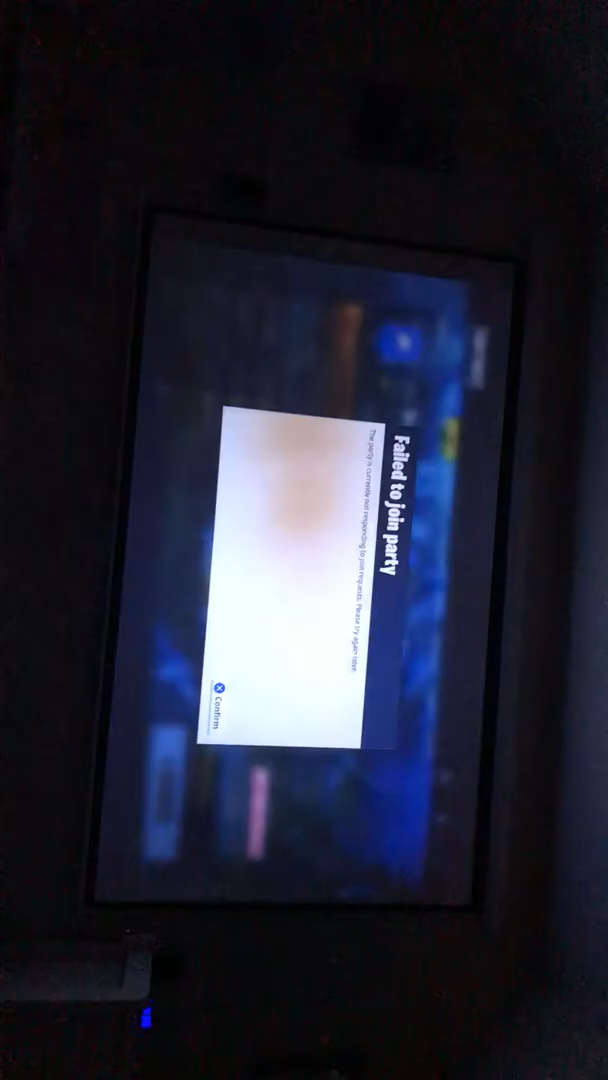 Failed to join party
The party is currently not responding to join requests. Please try again later.
Confirm